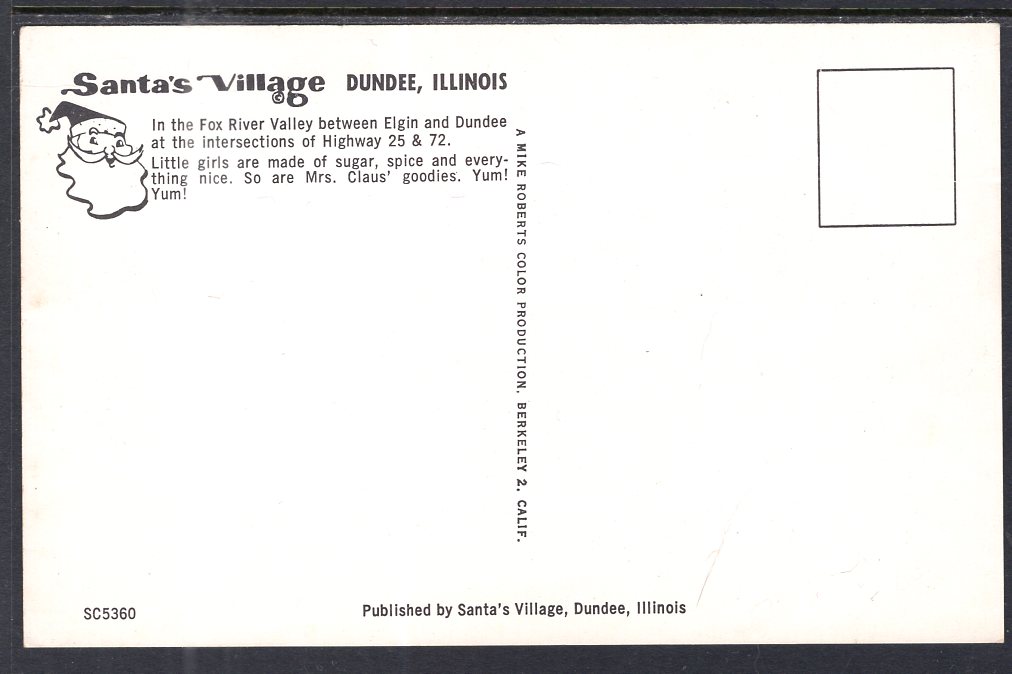 Santa's Village © DUNDEE, ILLINOIS
In the Fox River Valley between Elgin and Dundee
at the intersections of Highway 25 & 72.
Little girls are made of sugar, spice and every-
thing nice. So are Mrs. Claus' goodies. Yum!
Yum!
A MIKE ROBERTS COLOR PRODUCTION, BERKELEY 2, CALIF.
SC5360
Published by Santa's Village, Dundee, Illinois